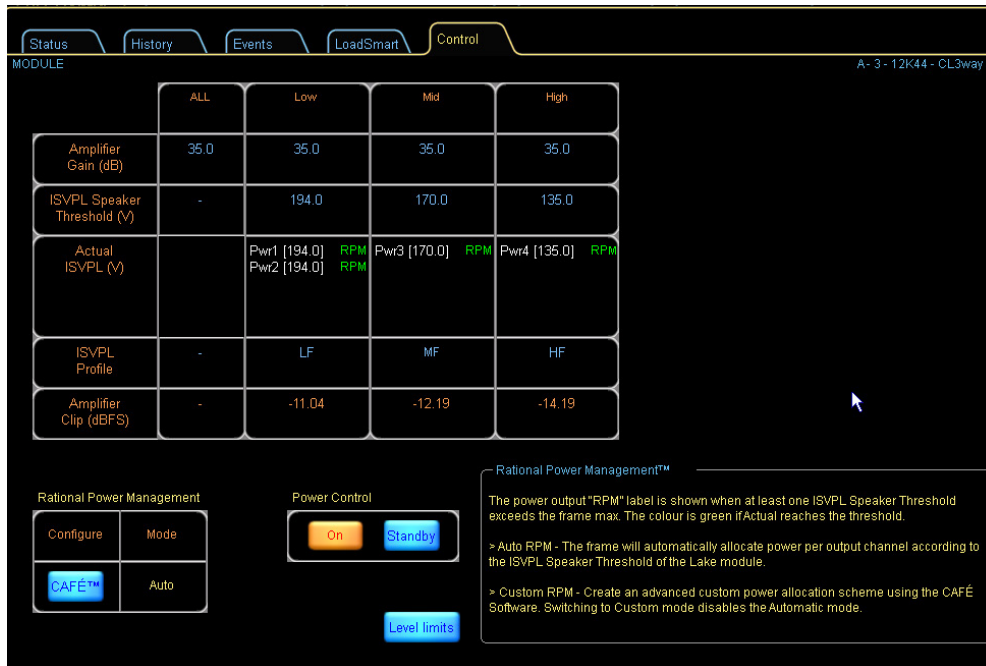 Status History Events LoadSmart Control
MODULE A- 3 - 12K44 - CL3way
ALL Low Mid High
Amplifier
Gain (dB)
35.0 35.0 35.0 35.0
ISVPL Speaker
Threshold (V)
- 194.0 170.0 135.0
Actual
ISVPL (V)
Pwr1 [194.0] RPM Pwr3 [170.0] RPM Pwr4 [135.0] RPM
Pwr2 [194.0] RPM
ISVPL
Profile
- LF MF HF
Amplifier
Clip (dBFS)
- -11.04 -12.19 -14.19
Rational Power Management
Configure Mode
CAFÉ™ Auto
Power Control
On Standby
Level limits
Rational Power Management™
The power output "RPM" label is shown when at least one ISVPL Speaker Threshold
exceeds the frame max. The colour is green if Actual reaches the threshold.
> Auto RPM - The frame will automatically allocate power per output channel according to
the ISVPL Speaker Threshold of the Lake module.
> Custom RPM - Create an advanced custom power allocation scheme using the CAFÉ
Software. Switching to Custom mode disables the Automatic mode.